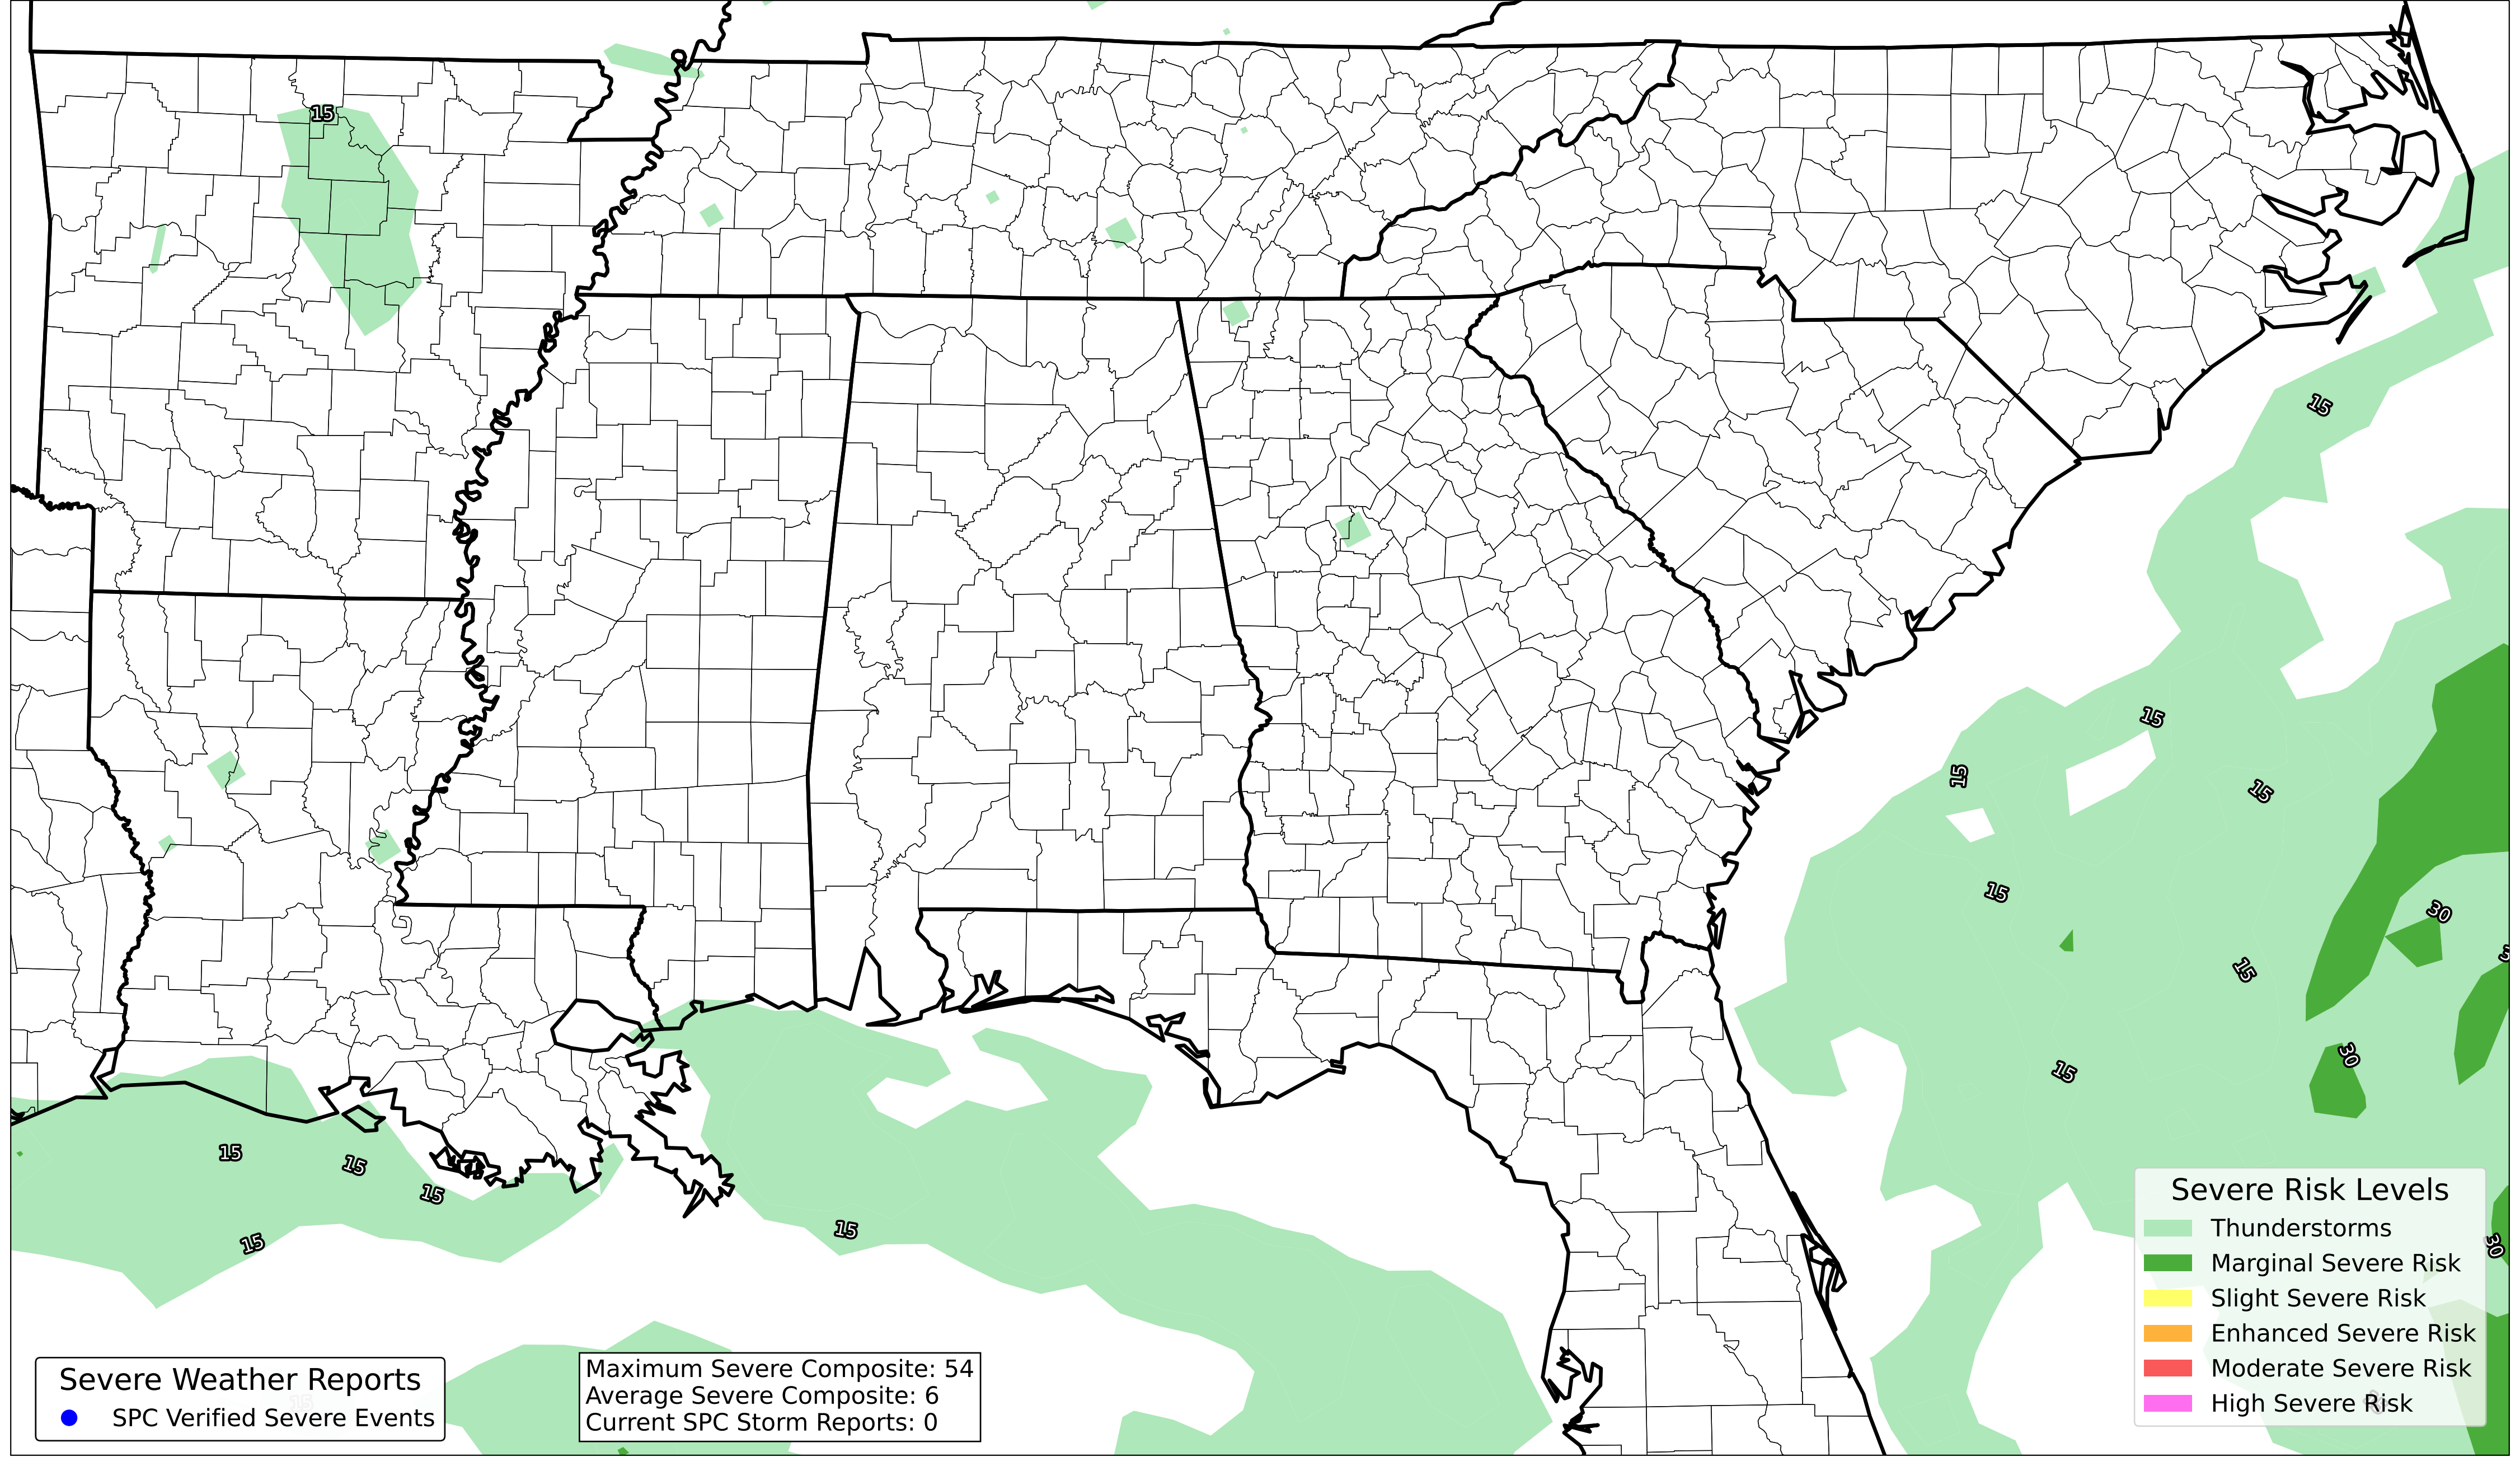 15
15
15
15
15
15
30
15
30
15
15
15
15
15
15
30
Severe Risk Levels
Thunderstorms
Marginal Severe Risk
Slight Severe Risk
Enhanced Severe Risk
Moderate Severe Risk
High Severe Risk
Severe Weather Reports
SPC Verified Severe Events
Maximum Severe Composite: 54
Average Severe Composite: 6
Current SPC Storm Reports: 0